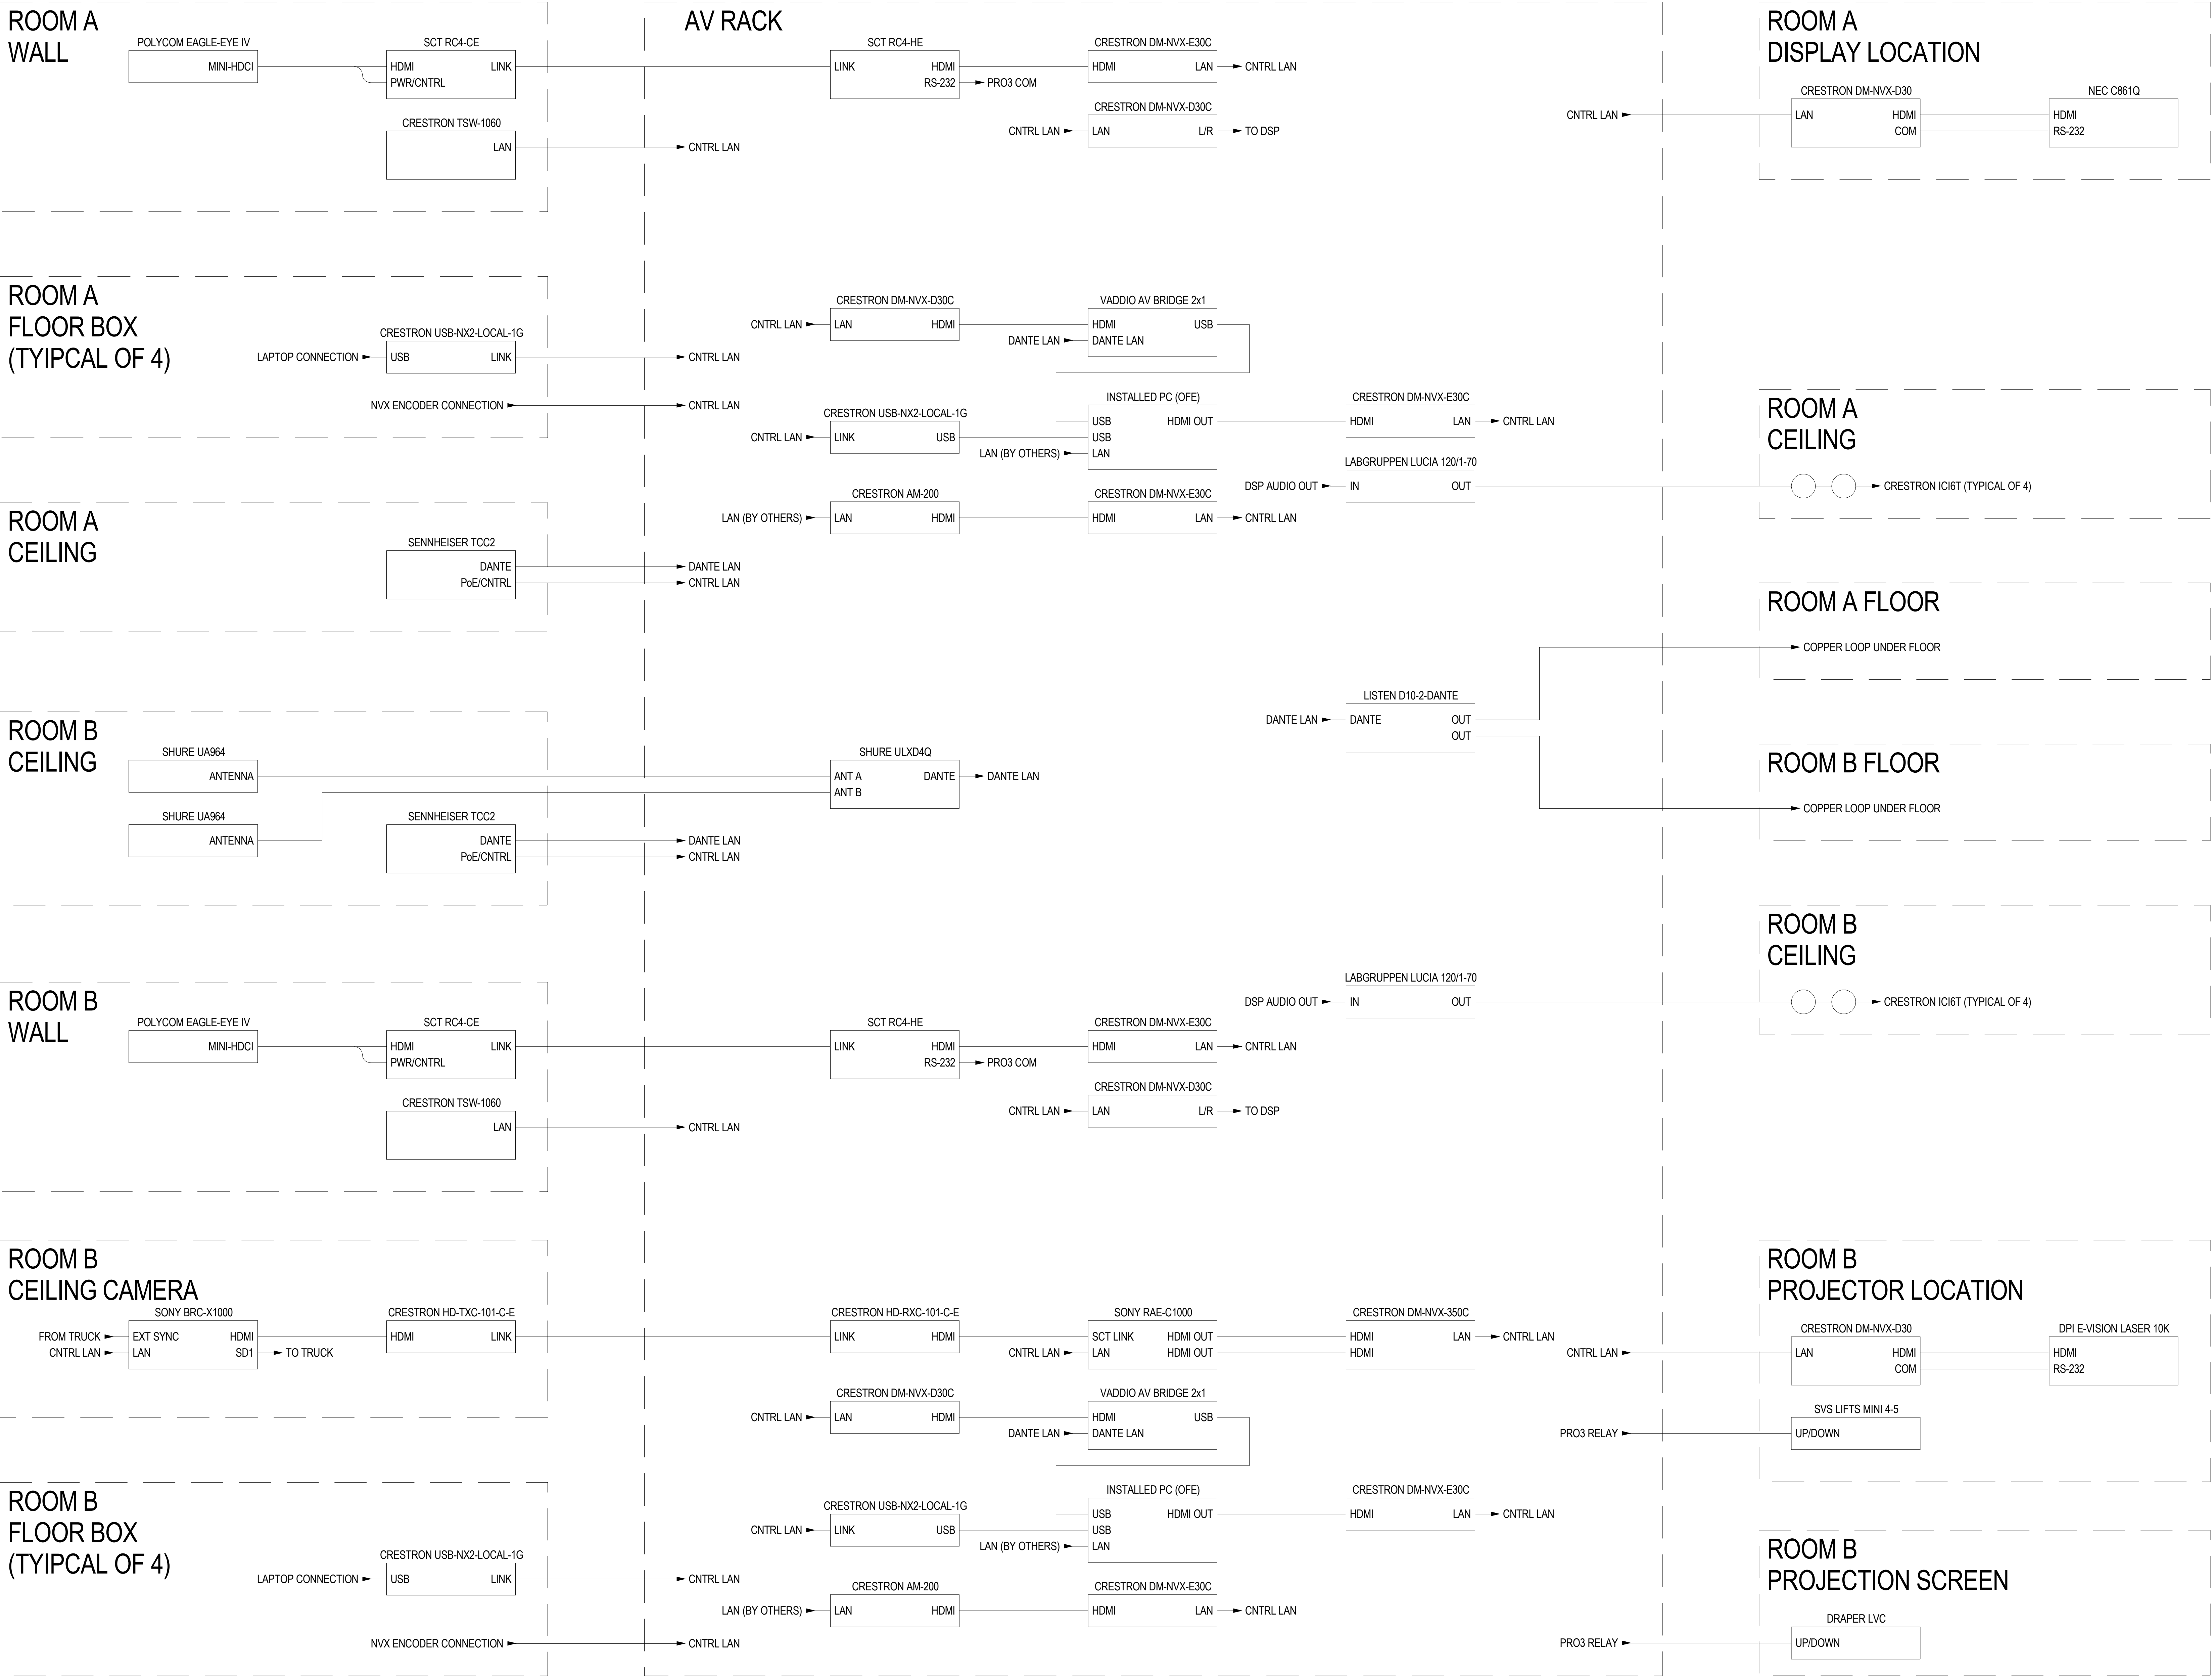 ROOM A
WALL
POLYCOM EAGLE-EYE IV
MINI-HDCI
SCT RC4-CE
HDMI LINK
PWR/CNTRL
CRESTRON TSW-1060
LAN
ROOM A
FLOOR BOX
(TYIPCAL OF 4)
CRESTRON USB-NX2-LOCAL-1G
LAPTOP CONNECTION USB LINK
NVX ENCODER CONNECTION
ROOM A
CEILING
SENNHEISER TCC2
DANTE
PoE/CNTRL
ROOM B
CEILING
SHURE UA964
ANTENNA
SHURE UA964
ANTENNA
SENNHEISER TCC2
DANTE
PoE/CNTRL
ROOM B
WALL
POLYCOM EAGLE-EYE IV
MINI-HDCI
SCT RC4-CE
HDMI LINK
PWR/CNTRL
CRESTRON TSW-1060
LAN
ROOM B
CEILING CAMERA
SONY BRC-X1000
FROM TRUCK EXT SYNC HDMI
CNTRL LAN LAN SD1 TO TRUCK
CRESTRON HD-TXC-101-C-E
HDMI LINK
ROOM B
FLOOR BOX
(TYIPCAL OF 4)
CRESTRON USB-NX2-LOCAL-1G
LAPTOP CONNECTION USB LINK
NVX ENCODER CONNECTION
AV RACK
SCT RC4-HE
LINK HDMI
RS-232 PRO3 COM
CRESTRON DM-NVX-E30C
HDMI LAN CNTRL LAN
CRESTRON DM-NVX-D30C
CNTRL LAN LAN L/R TO DSP
CNTRL LAN
CNTRL LAN
CRESTRON DM-NVX-D30C
CNTRL LAN LAN HDMI
VADDIO AV BRIDGE 2x1
HDMI USB
DANTE LAN DANTE LAN
CNTRL LAN
CNTRL LAN
CRESTRON USB-NX2-LOCAL-1G
CNTRL LAN LINK USB
INSTALLED PC (OFE)
USB HDMI OUT
USB
LAN (BY OTHERS) LAN
CRESTRON DM-NVX-E30C
HDMI LAN CNTRL LAN
LABGRUPPEN LUCIA 120/1-70
DSP AUDIO OUT IN OUT
CRESTRON AM-200
LAN (BY OTHERS) LAN HDMI
CRESTRON DM-NVX-E30C
HDMI LAN CNTRL LAN
DANTE LAN
CNTRL LAN
LISTEN D10-2-DANTE
DANTE LAN DANTE OUT
OUT
SHURE ULXD4Q
ANT A DANTE DANTE LAN
ANT B
DANTE LAN
CNTRL LAN
LABGRUPPEN LUCIA 120/1-70
DSP AUDIO OUT IN OUT
SCT RC4-HE
LINK HDMI
RS-232 PRO3 COM
CRESTRON DM-NVX-E30C
HDMI LAN CNTRL LAN
CRESTRON DM-NVX-D30C
CNTRL LAN LAN L/R TO DSP
CNTRL LAN
CRESTRON HD-RXC-101-C-E
LINK HDMI
SONY RAE-C1000
SCT LINK HDMI OUT
CNTRL LAN LAN HDMI OUT
CRESTRON DM-NVX-350C
HDMI LAN CNTRL LAN
HDMI
CNTRL LAN
CRESTRON DM-NVX-D30C
CNTRL LAN LAN HDMI
VADDIO AV BRIDGE 2x1
HDMI USB
DANTE LAN DANTE LAN
PRO3 RELAY
CRESTRON USB-NX2-LOCAL-1G
CNTRL LAN LINK USB
INSTALLED PC (OFE)
USB HDMI OUT
USB
LAN (BY OTHERS) LAN
CRESTRON DM-NVX-E30C
HDMI LAN CNTRL LAN
CNTRL LAN
CRESTRON AM-200
LAN (BY OTHERS) LAN HDMI
CRESTRON DM-NVX-E30C
HDMI LAN CNTRL LAN
CNTRL LAN
PRO3 RELAY
ROOM A
DISPLAY LOCATION
CRESTRON DM-NVX-D30
LAN HDMI
COM
NEC C861Q
HDMI
RS-232
ROOM A
CEILING
CRESTRON ICI6T (TYPICAL OF 4)
ROOM A FLOOR
COPPER LOOP UNDER FLOOR
ROOM B FLOOR
COPPER LOOP UNDER FLOOR
ROOM B
CEILING
CRESTRON ICI6T (TYPICAL OF 4)
ROOM B
PROJECTOR LOCATION
CRESTRON DM-NVX-D30
LAN HDMI
COM
DPI E-VISION LASER 10K
HDMI
RS-232
SVS LIFTS MINI 4-5
UP/DOWN
ROOM B
PROJECTION SCREEN
DRAPER LVC
UP/DOWN